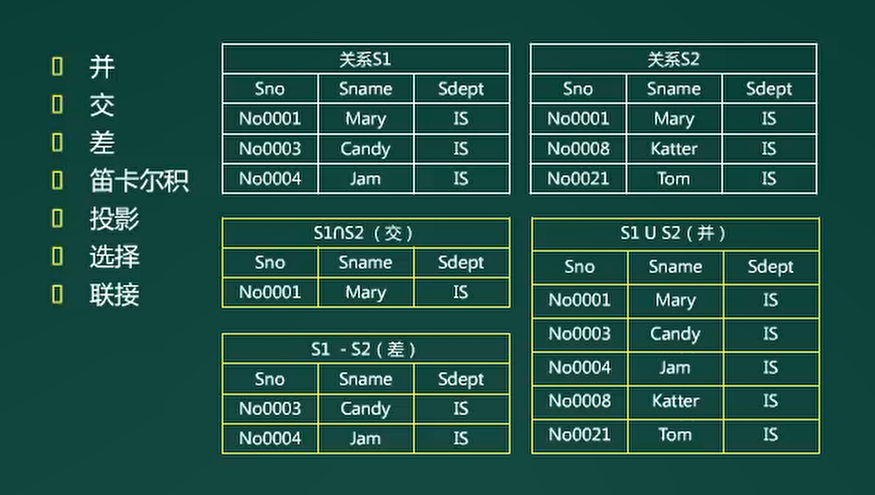 并
交
差
笛卡尔积
投影
选择
联接
关系S1
Sno Sname Sdept
No0001 Mary IS
No0003 Candy IS
No0004 Jam IS
关系S2
Sno Sname Sdept
No0001 Mary IS
No0008 Katter IS
No0021 Tom IS
S1∩S2（交）
Sno Sname Sdept
No0001 Mary IS
S1 - S2（差）
Sno Sname Sdept
No0003 Candy IS
No0004 Jam IS
S1 U S2（并）
Sno Sname Sdept
No0001 Mary IS
No0003 Candy IS
No0004 Jam IS
No0008 Katter IS
No0021 Tom IS